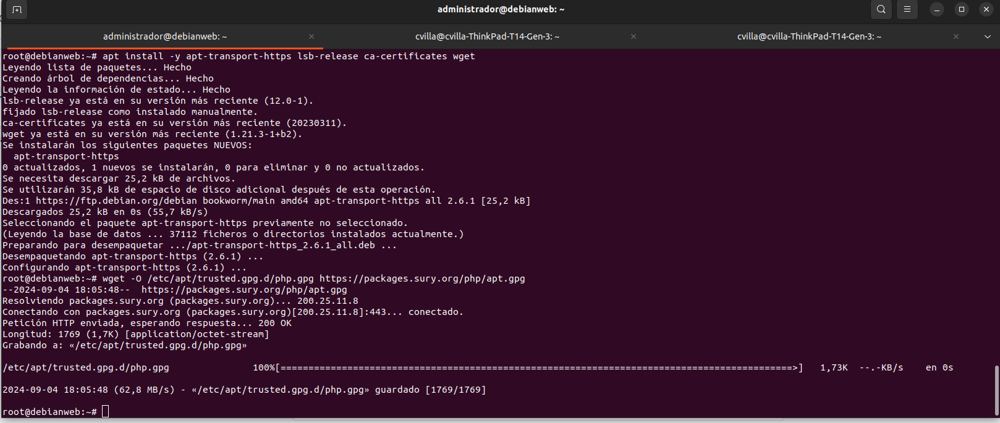 administrador@debianweb: ~
administrador@debianweb: ~
cvilla@cvilla-ThinkPad-T14-Gen-3: ~
cvilla@cvilla-ThinkPad-T14-Gen-3: ~
root@debianweb:~# apt install -y apt-transport-https lsb-release ca-certificates wget
Leyendo lista de paquetes... Hecho
Creando árbol de dependencias... Hecho
Leyendo la información de estado... Hecho
lsb-release ya está en su versión más reciente (12.0-1).
fijado lsb-release como instalado manualmente.
ca-certificates ya está en su versión más reciente (20230311).
wget ya está en su versión más reciente (1.21.3-1+b2).
Se instalarán los siguientes paquetes NUEVOS:
  apt-transport-https
0 actualizados, 1 nuevos se instalarán, 0 para eliminar y 0 no actualizados.
Se necesita descargar 25,2 kB de archivos.
Se utilizarán 35,8 kB de espacio de disco adicional después de esta operación.
Des:1 https://ftp.debian.org/debian bookworm/main amd64 apt-transport-https all 2.6.1 [25,2 kB]
Descargados 25,2 kB en 0s (55,7 kB/s)
Seleccionando el paquete apt-transport-https previamente no seleccionado.
(Leyendo la base de datos ... 37112 ficheros o directorios instalados actualmente.)
Preparando para desempaquetar .../apt-transport-https_2.6.1_all.deb ...
Desempaquetando apt-transport-https (2.6.1) ...
Configurando apt-transport-https (2.6.1) ...
root@debianweb:~# wget -O /etc/apt/trusted.gpg.d/php.gpg https://packages.sury.org/php/apt.gpg
--2024-09-04 18:05:48--  https://packages.sury.org/php/apt.gpg
Resolviendo packages.sury.org (packages.sury.org)... 200.25.11.8
Conectando con packages.sury.org (packages.sury.org)[200.25.11.8]:443... conectado.
Petición HTTP enviada, esperando respuesta... 200 OK
Longitud: 1769 (1,7K) [application/octet-stream]
Grabando a: «/etc/apt/trusted.gpg.d/php.gpg»
/etc/apt/trusted.gpg.d/php.gpg 100%[============================================================================================>] 1,73K --.-KB/s en 0s
2024-09-04 18:05:48 (62,8 MB/s) - «/etc/apt/trusted.gpg.d/php.gpg» guardado [1769/1769]
root@debianweb:~#